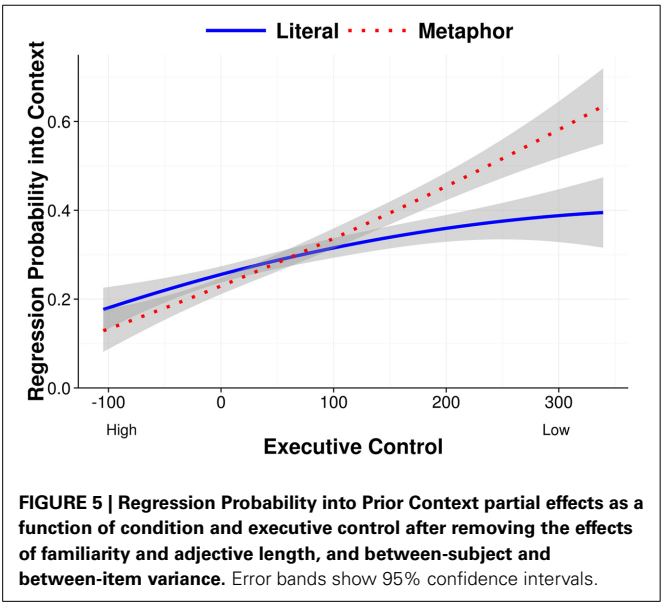 Literal Metaphor
Regression Probability into Context
0.6
0.4
0.2
0.0
-100 0 100 200 300
High Low
Executive Control
FIGURE 5 | Regression Probability into Prior Context partial effects as a
function of condition and executive control after removing the effects
of familiarity and adjective length, and between-subject and
between-item variance. Error bands show 95% confidence intervals.